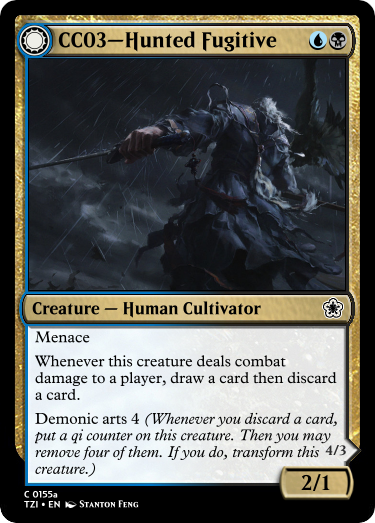 CC03—Hunted Fugitive
Creature — Human Cultivator
Menace
Whenever this creature deals combat
damage to a player, draw a card then discard
a card.
Demonic arts 4 (Whenever you discard a card,
put a qi counter on this creature. Then you may
remove four of them. If you do, transform this
creature.)
4/3
2/1
C 0155a
TZI • EN Stanton Feng